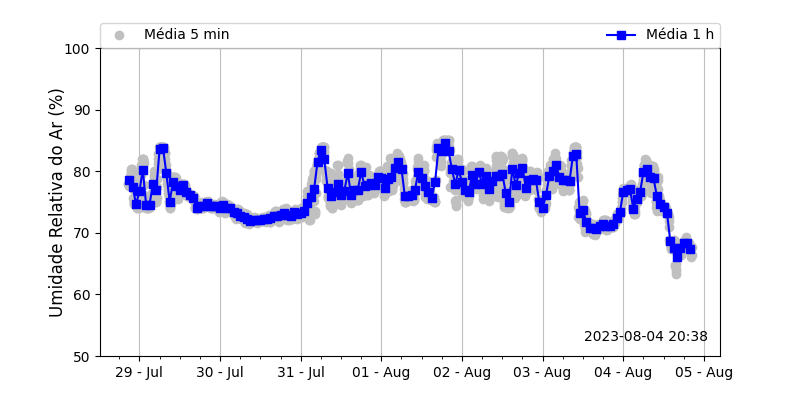 Média 5 min
Média 1 h
Umidade Relativa do Ar (%)
100
90
80
70
60
50
2023-08-04 20:38
29 - Jul
30 - Jul
31 - Jul
01 - Aug
02 - Aug
03 - Aug
04 - Aug
05 - Aug